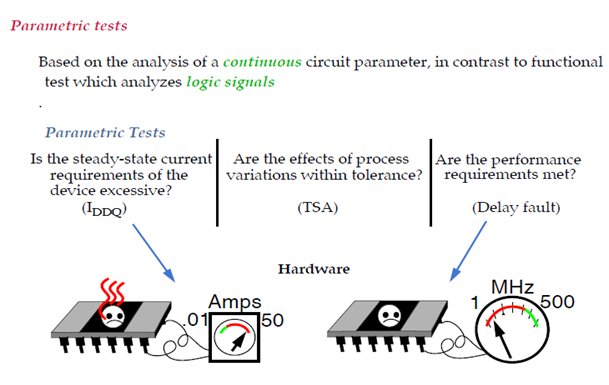 Parametric tests
Based on the analysis of a continuous circuit parameter, in contrast to functional
test which analyzes logic signals
.
Parametric Tests
Is the steady-state current
requirements of the
device excessive?
(IDDQ)
Are the effects of process
variations within tolerance?
(TSA)
Are the performance
requirements met?
(Delay fault)
Hardware
Amps
.01
50
MHz
1
500